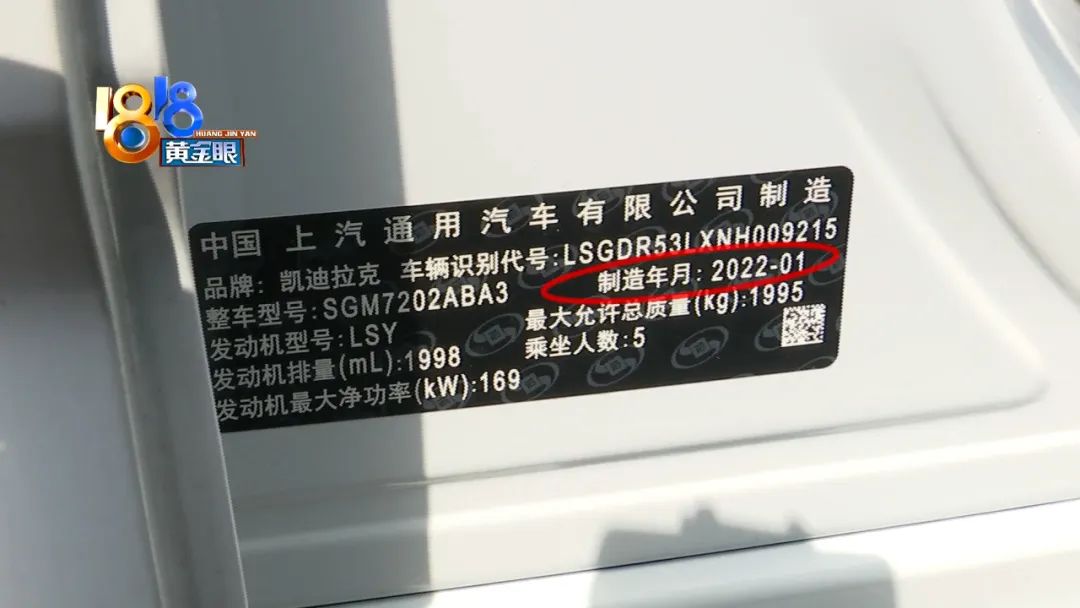 1818
HUANG JIN YAN
黄金眼
中国 上汽通用汽车有限公司制造
品牌: 凯迪拉克 车辆识别代号:LSGDR53LXNH009215
整车型号:SGM7202ABA3 制造年月: 2022-01
发动机型号:LSY 最大允许总质量(kg):1995
发动机排量(mL):1998 乘坐人数:5
发动机最大净功率(kW):169